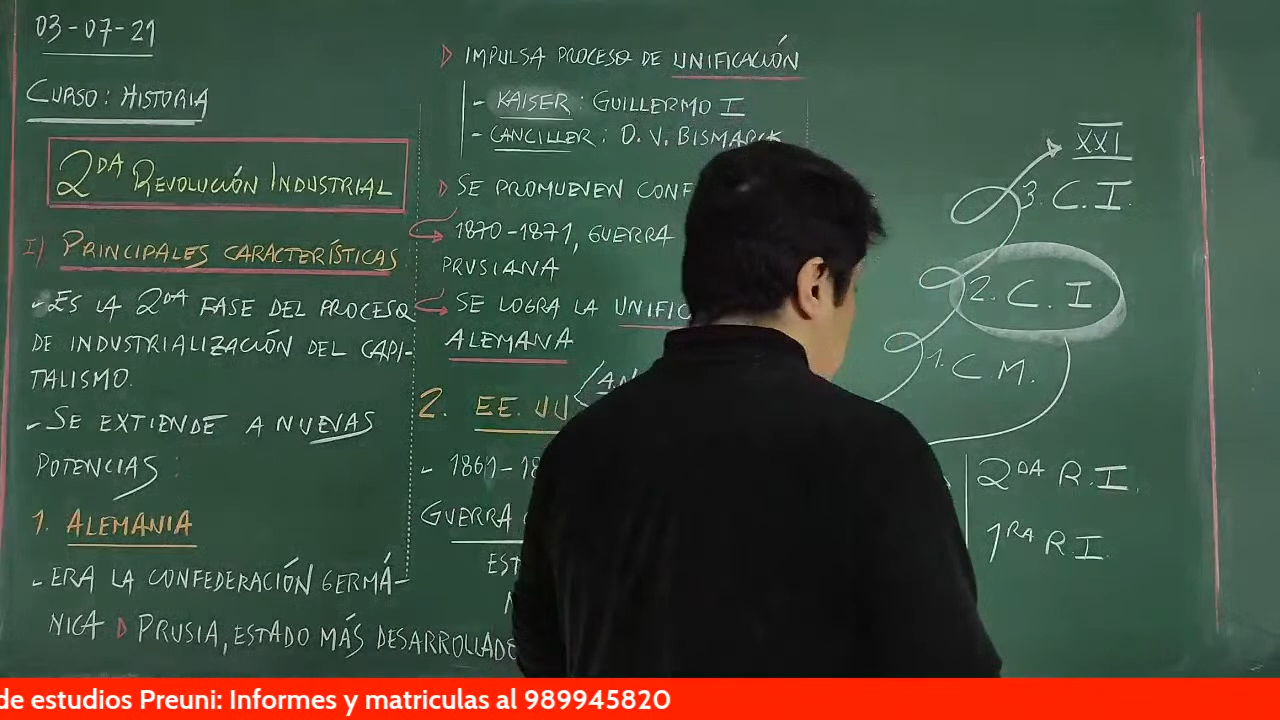 03-07-21
CURSO: HISTORIA
2DA REVOLUCIÓN INDUSTRIAL
I) PRINCIPALES CARACTERÍSTICAS
- ES LA 2DA FASE DEL PROCESO
DE INDUSTRIALIZACIÓN DEL CAPI-
TALISMO.
- SE EXTIENDE A NUEVAS
POTENCIAS:
1. ALEMANIA
- ERA LA CONFEDERACIÓN GERMÁ-
NICA PRUSIA, ESTADO MÁS DESARROLLADO
IMPULSA PROCESO DE UNIFICACIÓN
- KAISER: GUILLERMO I
- CANCILLER: O. V. BISMARCK
SE PROMUEVEN CONF
1870-1871, GUERRA
PRUSIANA
SE LOGRA LA UNIFIC
ALEMANA
2. EE. UU
A.N
- 1861-18
GUERRA
EST
XXI
3. C. I.
2. C. I
1. C. M.
2DA R. I.
1RA R. I.
de estudios Preuni: Informes y matriculas al 989945820